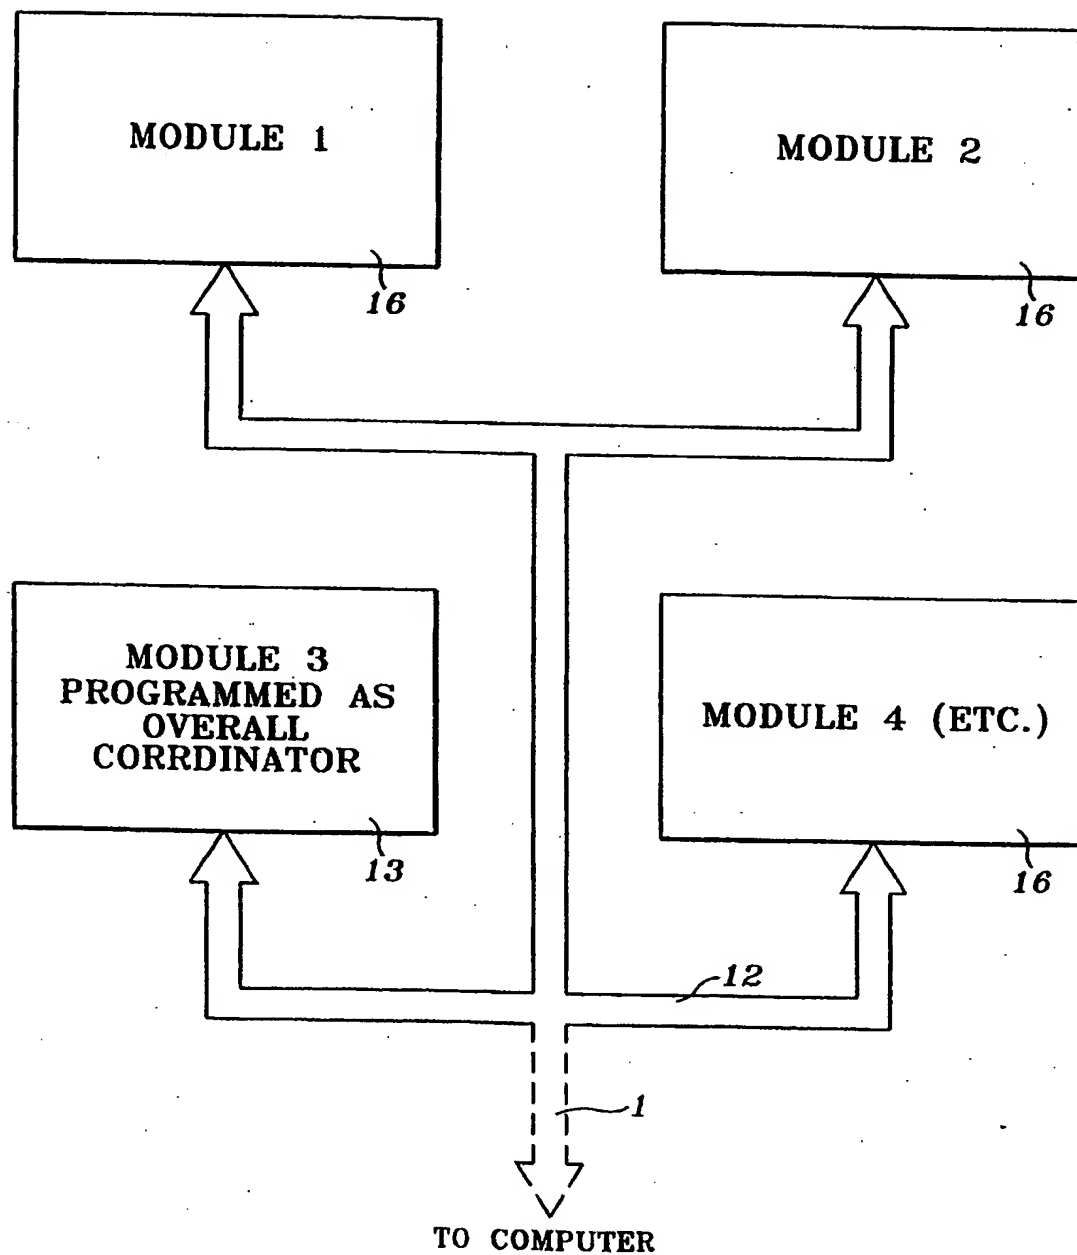 MODULE 1
16
MODULE 2
16
MODULE 3
PROGRAMMED AS
OVERALL
CORRDINATOR
13
MODULE 4 (ETC.)
16
12
1
TO COMPUTER